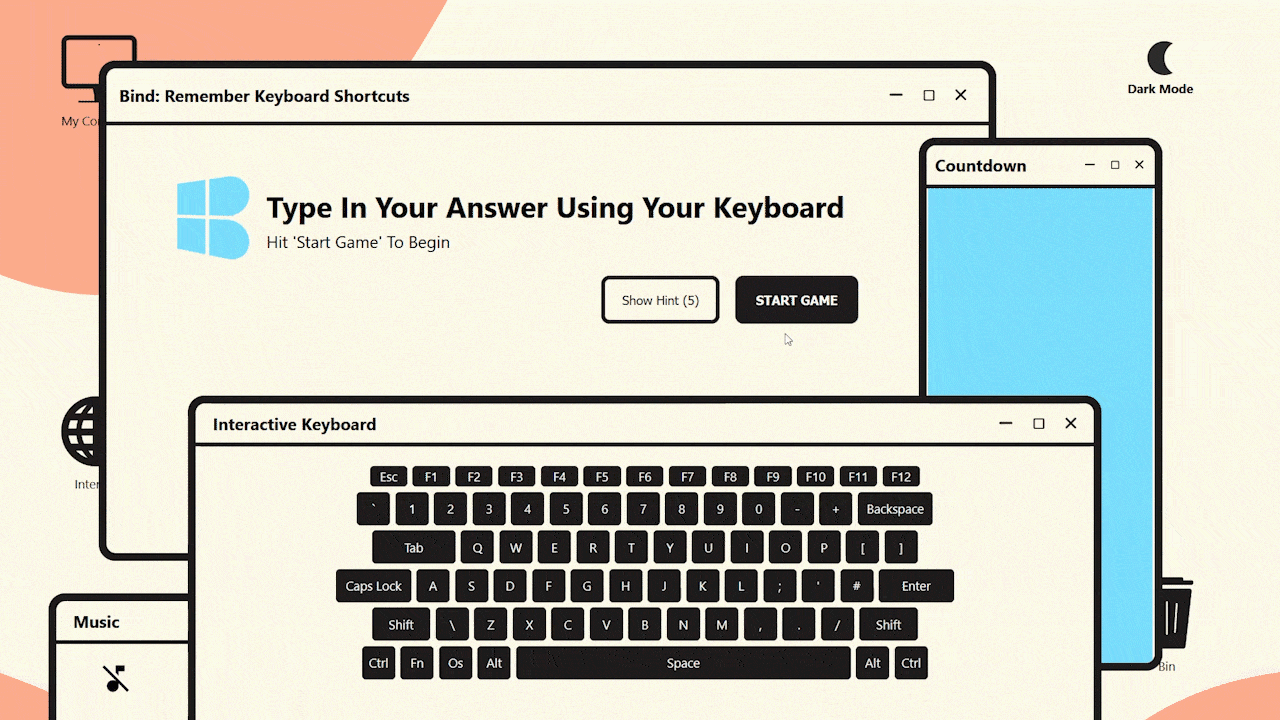 Dark Mode
Bind: Remember Keyboard Shortcuts
My Co
Countdown
Type In Your Answer Using Your Keyboard
Hit 'Start Game' To Begin
Show Hint (5)
START GAME
Interactive Keyboard
Inter
Esc F1 F2 F3 F4 F5 F6 F7 F8 F9 F10 F11 F12
` 1 2 3 4 5 6 7 8 9 0 - + Backspace
Tab Q W E R T Y U I O P [ ]
Caps Lock A S D F G H J K L ; ' # Enter
Shift \ Z X C V B N M , . / Shift
Ctrl Fn Os Alt Space Alt Ctrl
Music
Bin